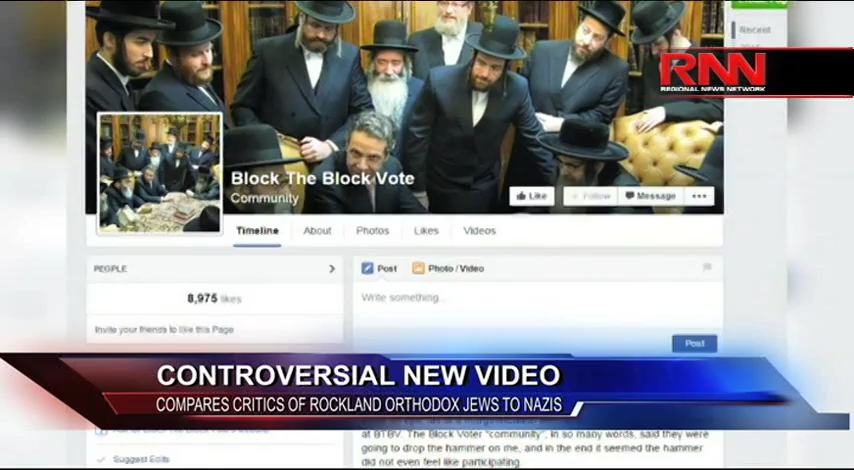 Recent
RNN
REGIONAL NEWS NETWORK
Block The Block Vote
Community
Like
Follow
Message
Timeline
About
Photos
Likes
Videos
PEOPLE
8,975 likes
Invite your friends to like this Page
Post
Photo / Video
Write something...
Post
CONTROVERSIAL NEW VIDEO
COMPARES CRITICS OF ROCKLAND ORTHODOX JEWS TO NAZIS
at BTBV. The Block Voter "community", in so many words, said they were
going to drop the hammer on me, and in the end it seemed the hammer
did not even feel like participating.
Suggest Edits